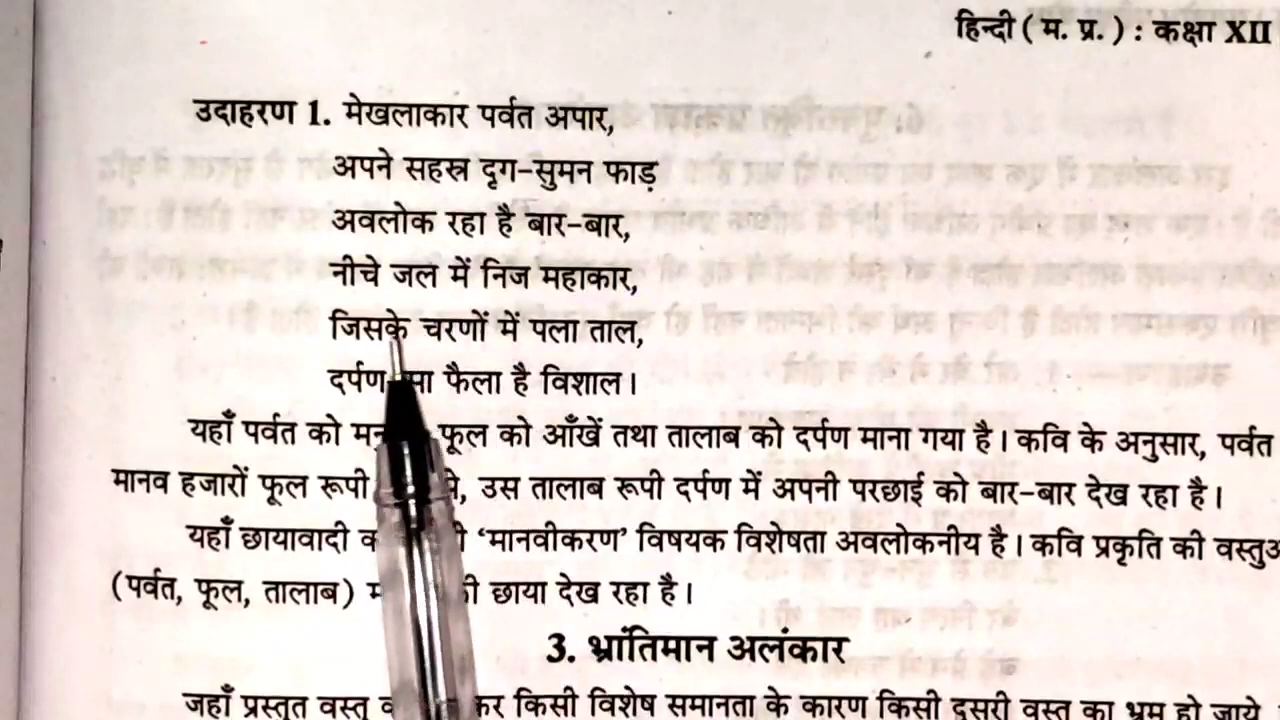 हिन्दी ( म. प्र. ) : कक्षा XII
उदाहरण 1. मेखलाकार पर्वत अपार,
अपने सहस्र दृग-सुमन फाड़
अवलोक रहा है बार-बार,
नीचे जल में निज महाकार,
जिसके चरणों में पला ताल,
दर्पण सा फैला है विशाल।
यहाँ पर्वत को फूल को आँखें तथा तालाब को दर्पण माना गया है। कवि के अनुसार, पर्वत
मानव हजारों फूल रूपी उस तालाब रूपी दर्पण में अपनी परछाई को बार-बार देख रहा है।
यहाँ छायावादी 'मानवीकरण' विषयक विशेषता अवलोकनीय है। कवि प्रकृति की
(पर्वत, फूल, तालाब) छाया देख रहा है।
3. भ्रांतिमान अलंकार
जहाँ प्रस्तुत वस्तु किसी विशेष समानता के कारण किसी दूसरी वस्तु का भ्रम हो जाये